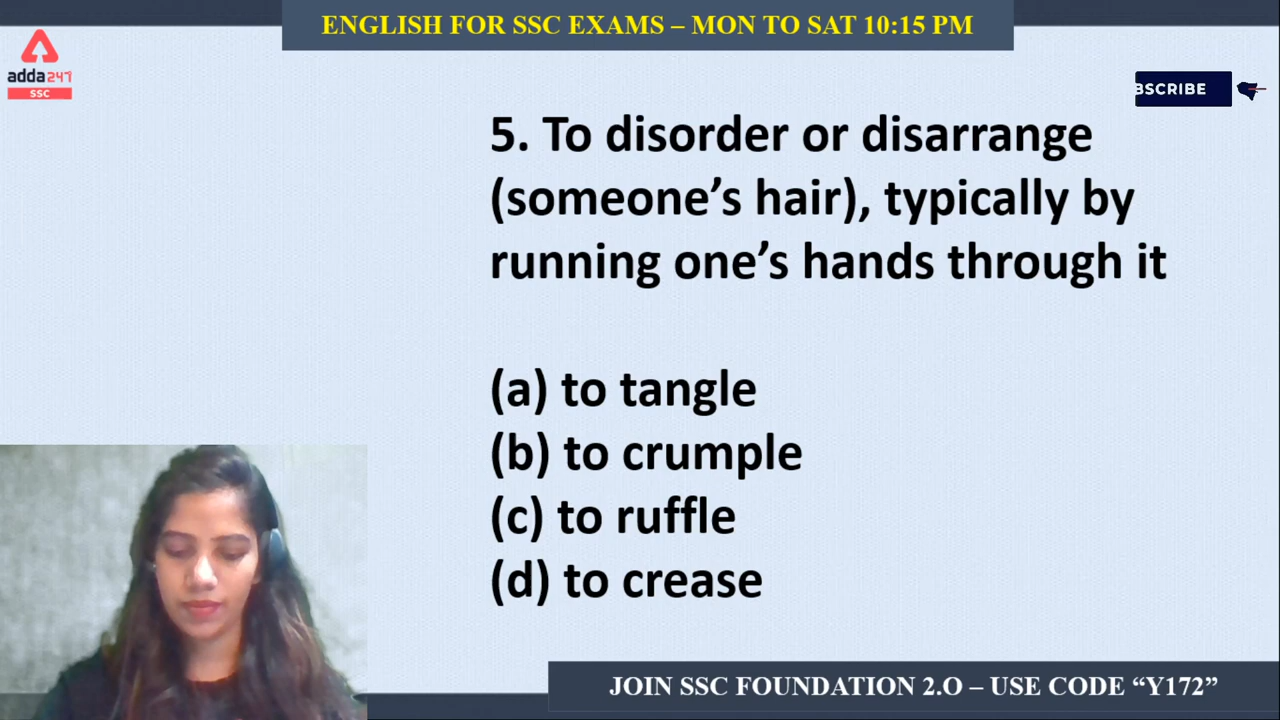 ENGLISH FOR SSC EXAMS – MON TO SAT 10:15 PM
adda247
SSC
BSCRIBE
5. To disorder or disarrange
(someone’s hair), typically by
running one’s hands through it
(a) to tangle
(b) to crumple
(c) to ruffle
(d) to crease
JOIN SSC FOUNDATION 2.O – USE CODE “Y172”